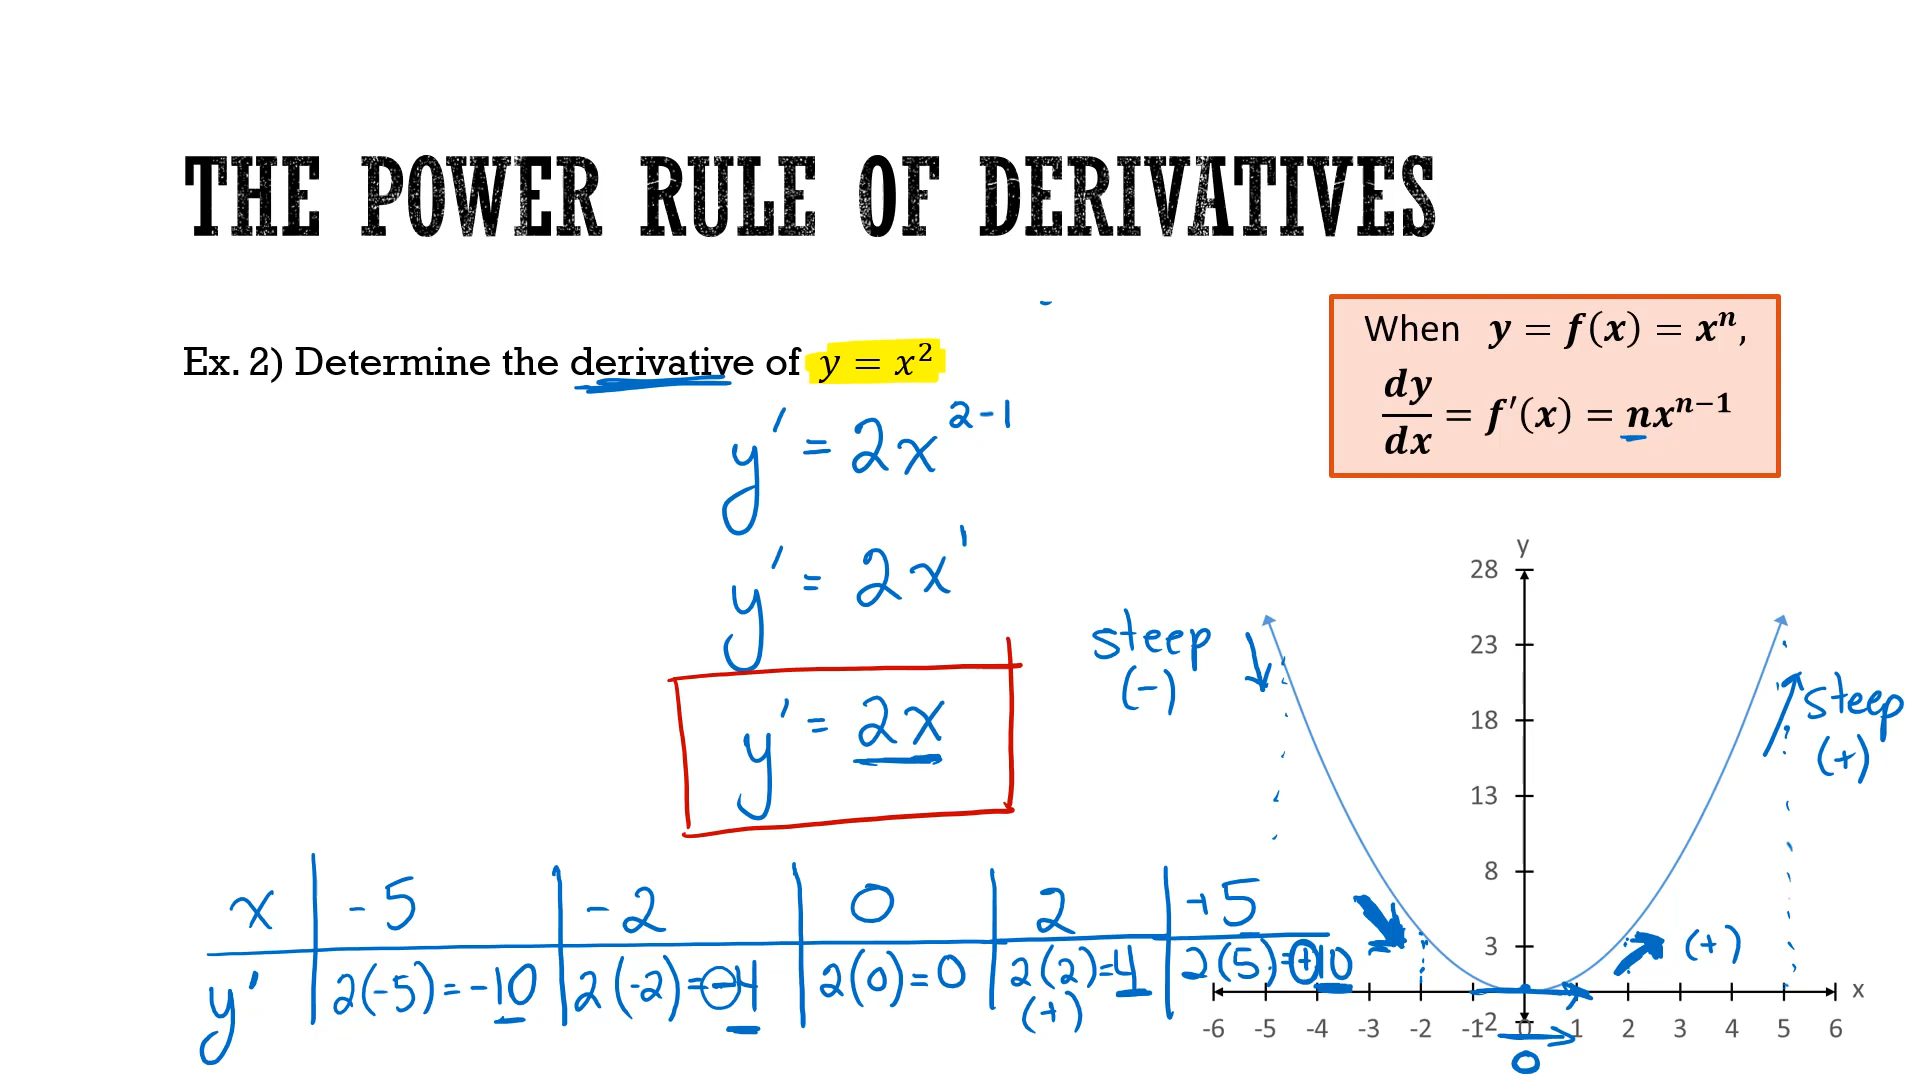 THE POWER RULE OF DERIVATIVES
Ex. 2) Determine the derivative of y = x²
When y = f(x) = xⁿ,
dy/dx = f′(x) = nxⁿ⁻¹
y' = 2x²⁻¹
y' = 2x¹
y' = 2x
x | -5 | -2 | 0 | 2 | +5
y' | 2(-5) = -10 | 2(-2) = -4 | 2(0) = 0 | 2(2) = 4 | 2(5) = +10
(+)
y
28
23
18
13
8
3
-2
steep
(-)
steep
(+)
(+)
x
-6 -5 -4 -3 -2 -1 0 1 2 3 4 5 6
0